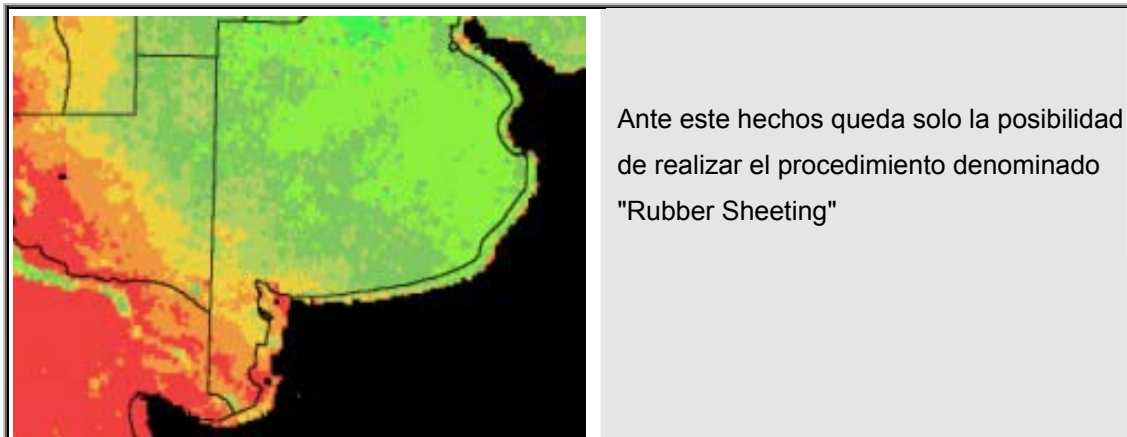 Ante este hechos queda solo la posibilidad
de realizar el procedimiento denominado
"Rubber Sheeting"